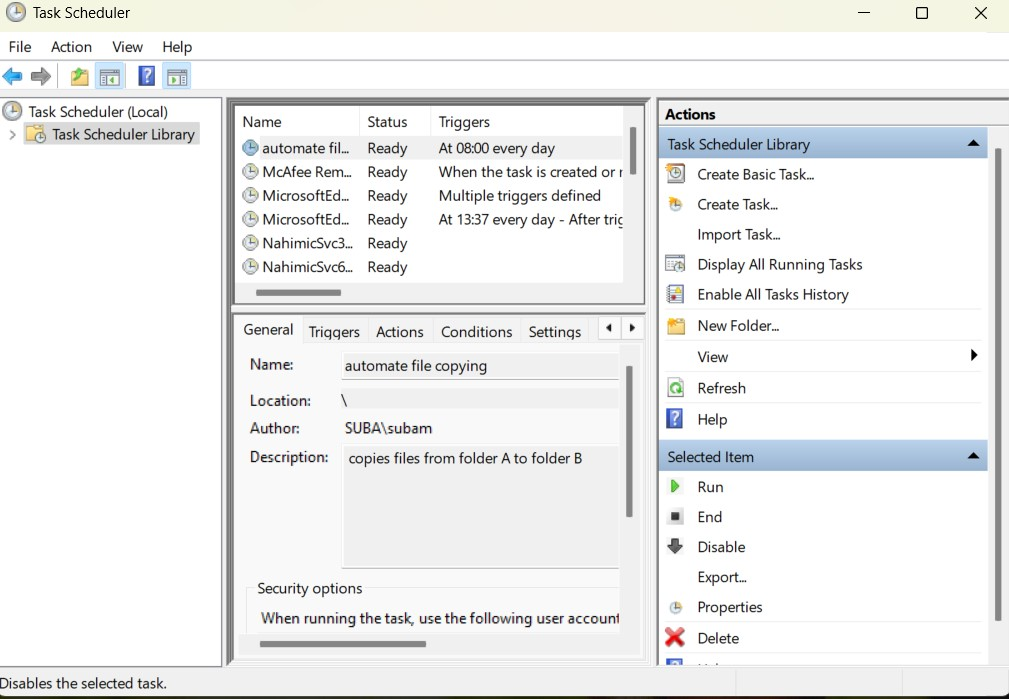 Task Scheduler
File Action View Help
Task Scheduler (Local)
Task Scheduler Library
Name Status Triggers
automate fil... Ready At 08:00 every day
McAfee Rem... Ready When the task is created or
MicrosoftEd... Ready Multiple triggers defined
MicrosoftEd... Ready At 13:37 every day - After trig
NahimicSvc3... Ready
NahimicSvc6... Ready
General Triggers Actions Conditions Settings
Name: automate file copying
Location: \
Author: SUBA\subam
Description: copies files from folder A to folder B
Security options
When running the task, use the following user account
Actions
Task Scheduler Library
Create Basic Task...
Create Task...
Import Task...
Display All Running Tasks
Enable All Tasks History
New Folder...
View
Refresh
Help
Selected Item
Run
End
Disable
Export...
Properties
Delete
Disables the selected task.